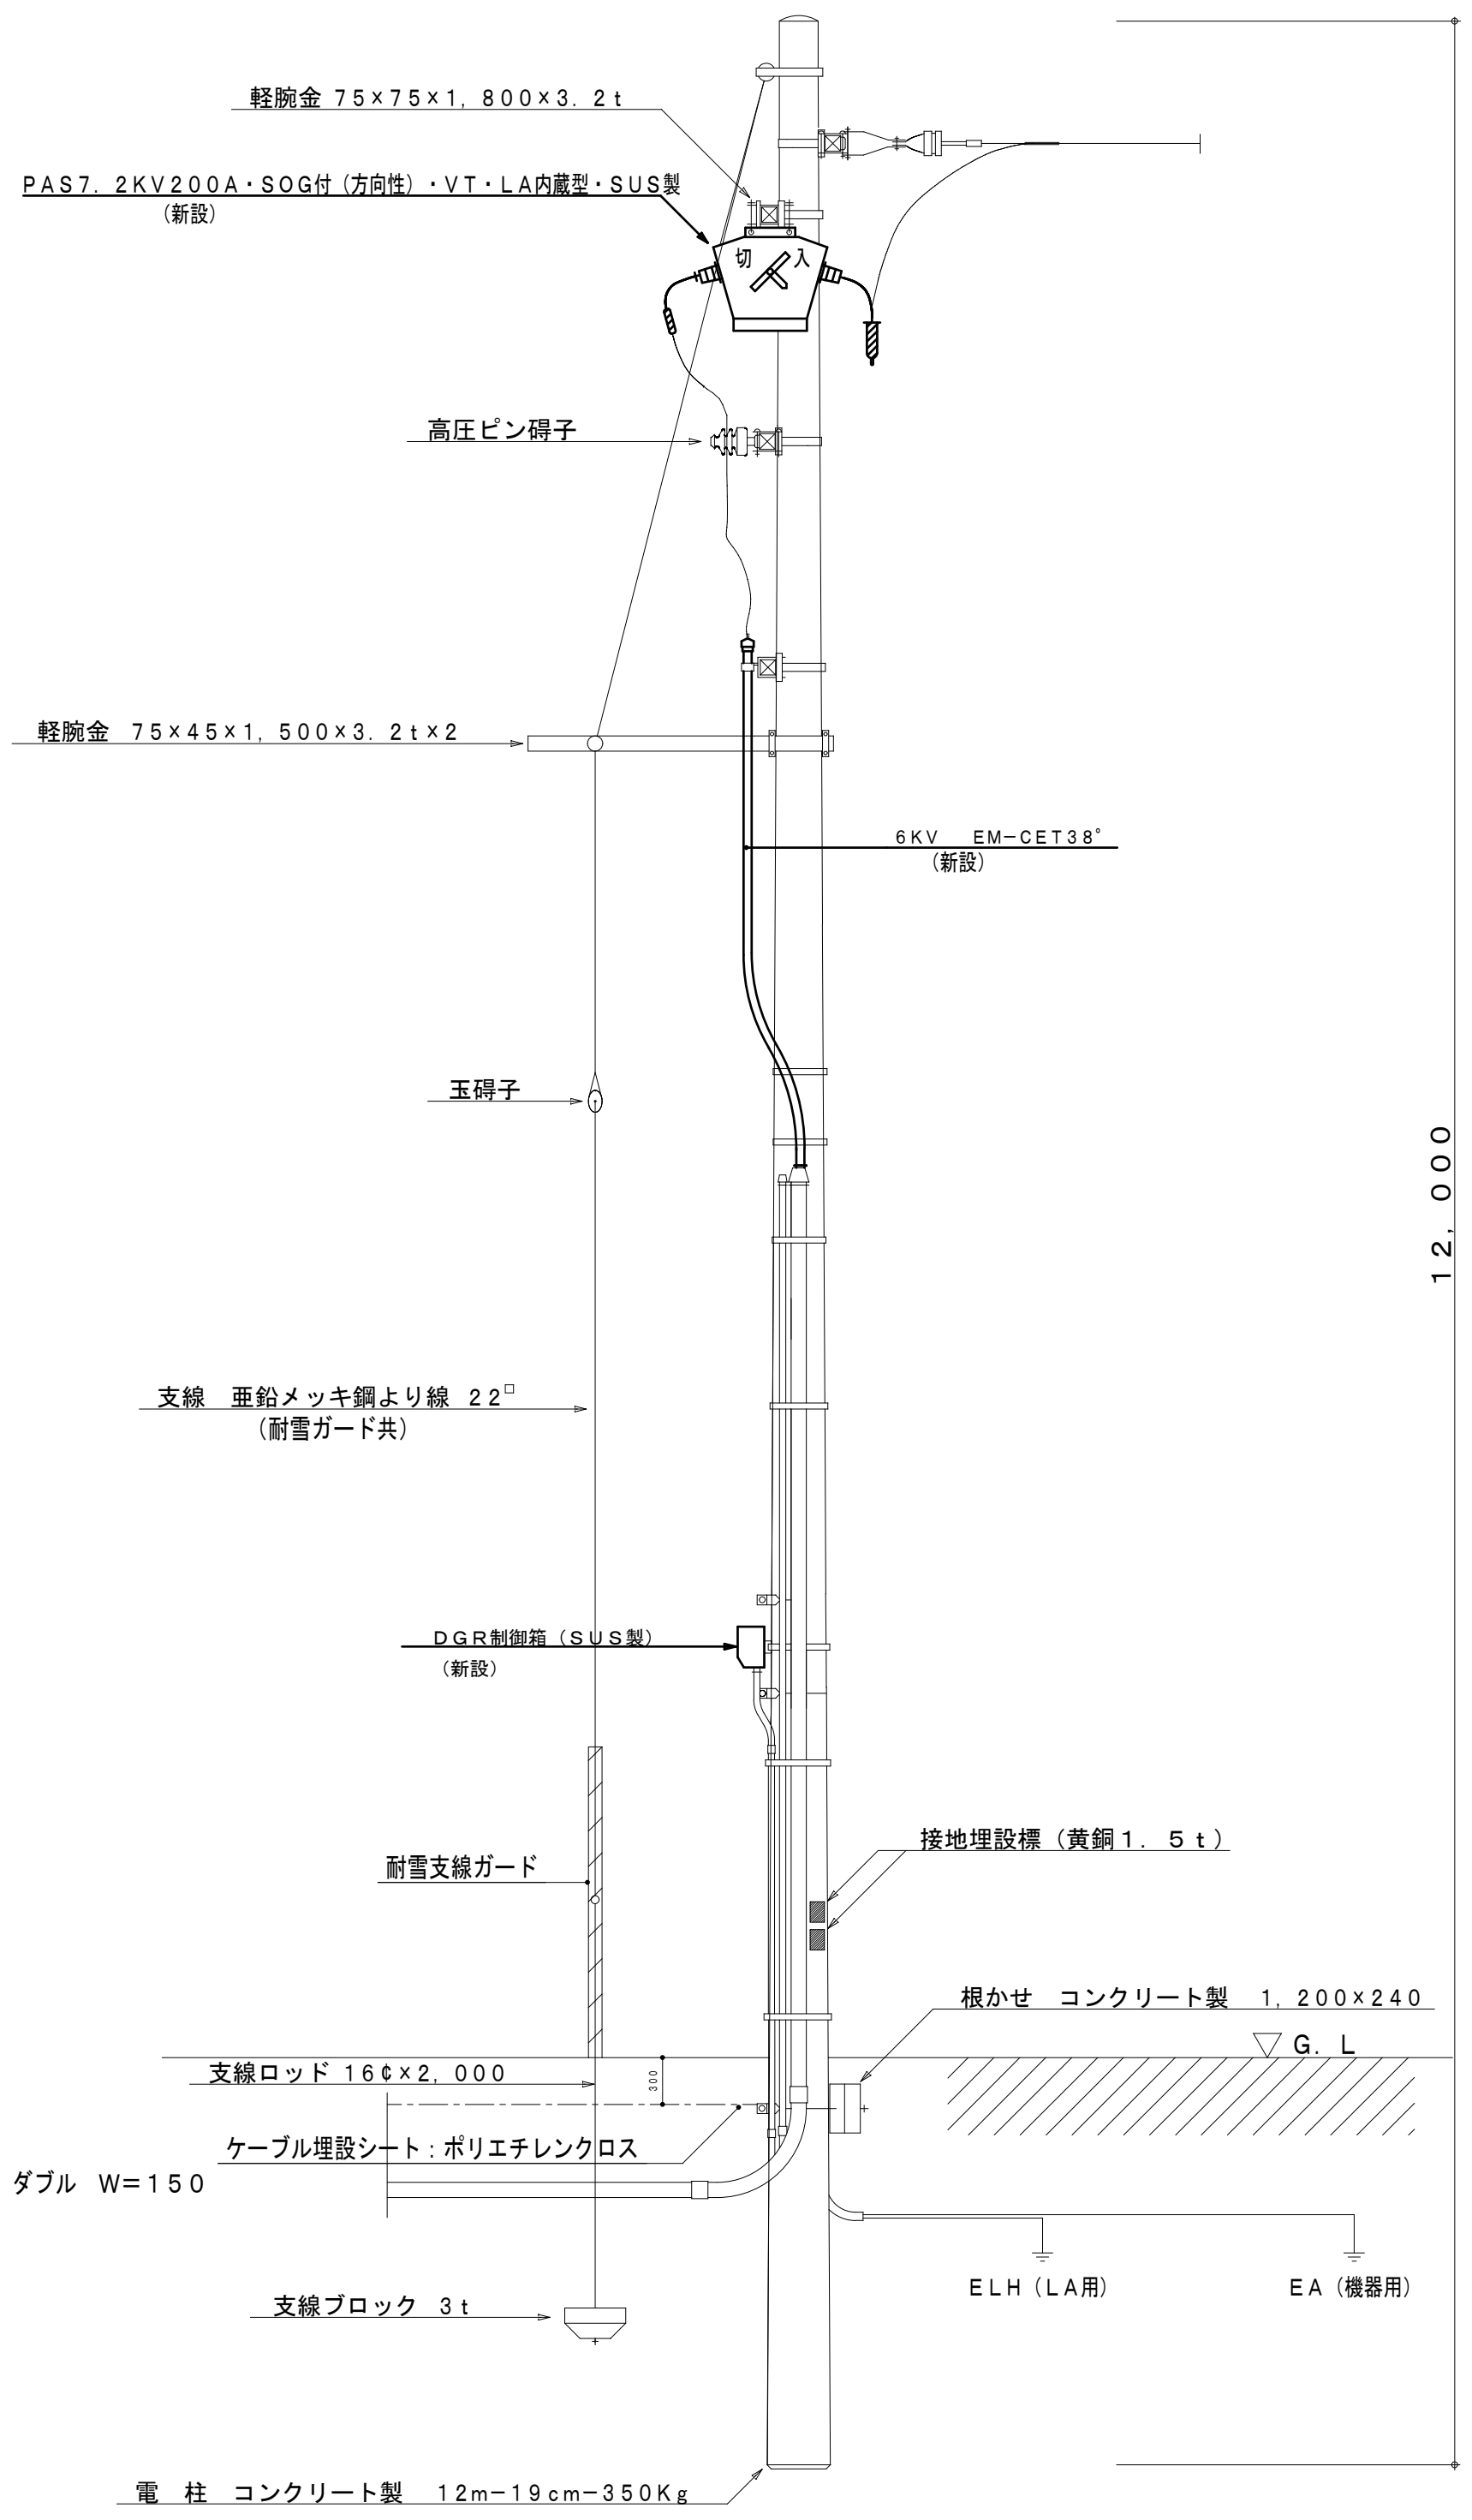 軽腕金 75×75×1,800×3.2t
PAS7.2KV200A・SOG付(方向性)・VT・LA内蔵型・SUS製
(新設)
切 入
高圧ピン碍子
軽腕金 75×45×1,500×3.2t×2
6KV EM-CET38°
(新設)
玉碍子
12,000
支線 亜鉛メッキ鋼より線 22□
(耐雪ガード共)
DGR制御箱(SUS製)
(新設)
接地埋設標(黄銅1.5t)
耐雪支線ガード
根かせ コンクリート製 1,200×240
G.L
支線ロッド 16¢×2,000
300
ケーブル埋設シート:ポリエチレンクロス
ダブル W=150
ELH(LA用)
EA(機器用)
支線ブロック 3t
電 柱 コンクリート製 12m-19cm-350Kg